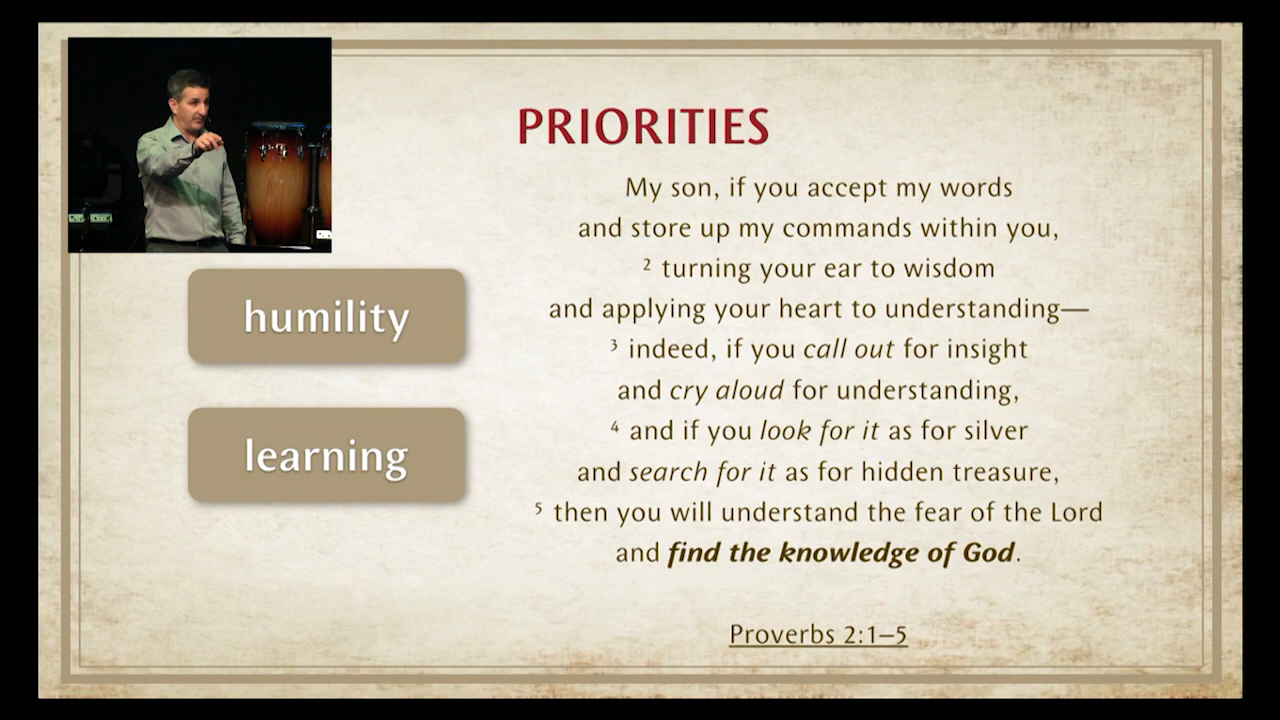 PRIORITIES
humility
learning
My son, if you accept my words
and store up my commands within you,
² turning your ear to wisdom
and applying your heart to understanding—
³ indeed, if you call out for insight
and cry aloud for understanding,
⁴ and if you look for it as for silver
and search for it as for hidden treasure,
⁵ then you will understand the fear of the Lord
and find the knowledge of God.
Proverbs 2:1–5